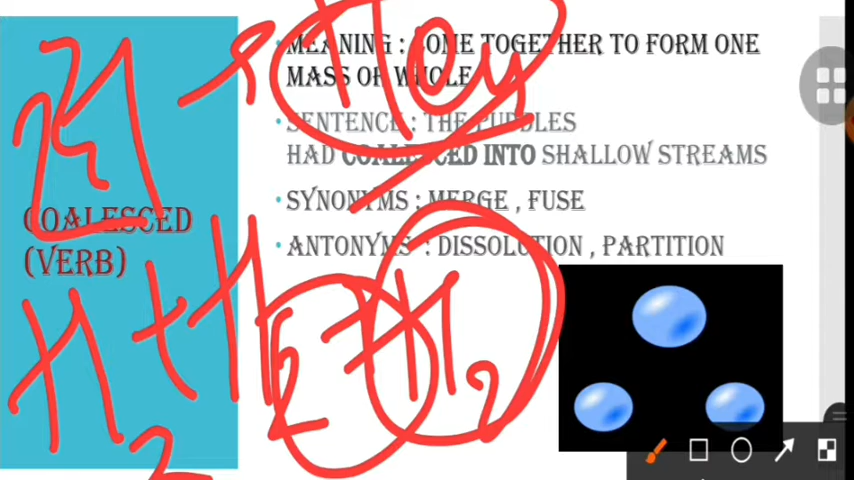 MEANING : COME TOGETHER TO FORM ONE
MASS OR WHOLE
SENTENCE : THE PUDDLES
HAD COALESCED INTO SHALLOW STREAMS
SYNONYMS : MERGE , FUSE
ANTONYMS : DISSOLUTION , PARTITION
COALESCED
(VERB)